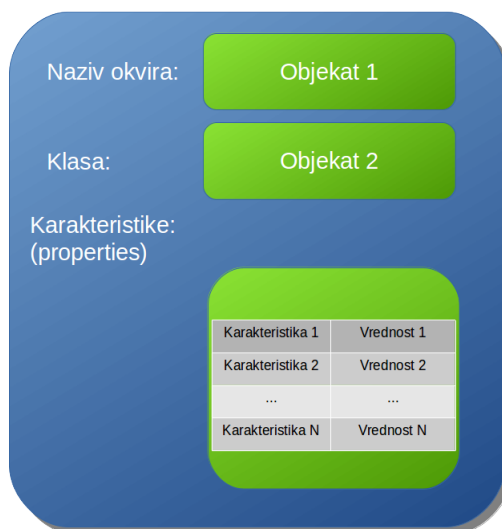 Naziv okvira:
Objekat 1
Klasa:
Objekat 2
Karakteristike:
(properties)
Karakteristika 1 Vrednost 1
Karakteristika 2 Vrednost 2
... ...
Karakteristika N Vrednost N